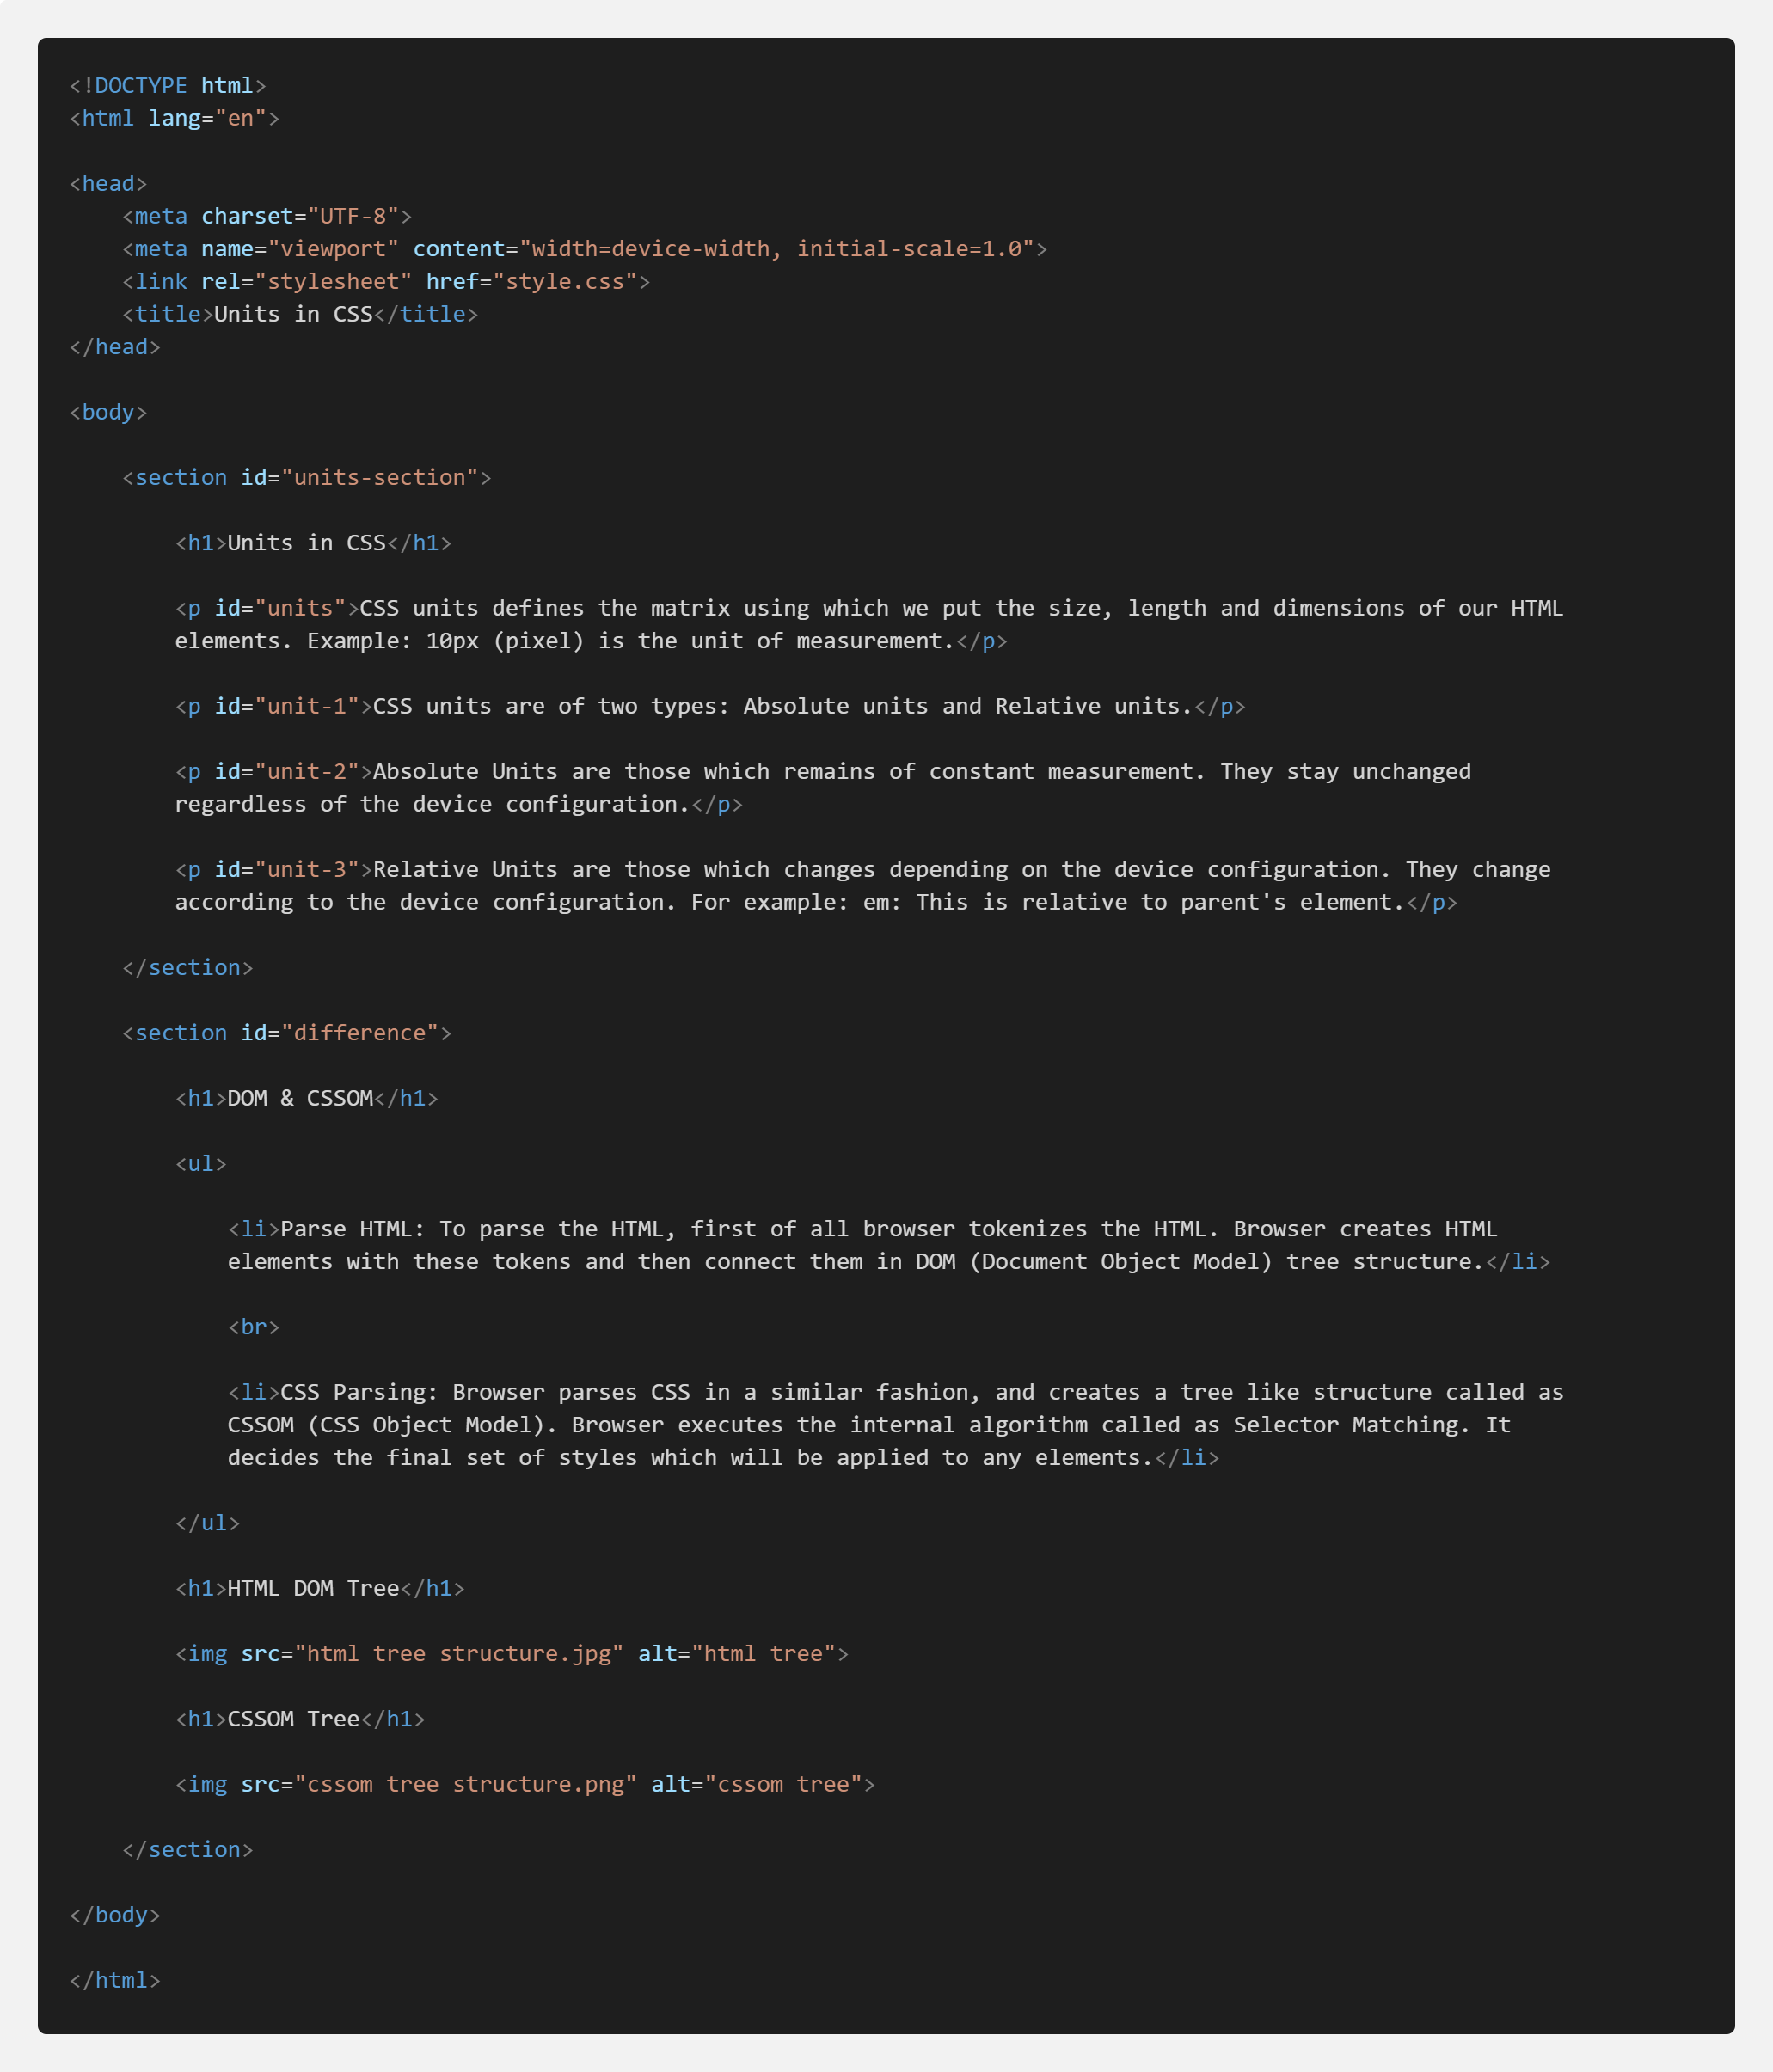 <!DOCTYPE html>
<html lang="en">
<head>
<meta charset="UTF-8">
<meta name="viewport" content="width=device-width, initial-scale=1.0">
<link rel="stylesheet" href="style.css">
<title>Units in CSS</title>
</head>
<body>
<section id="units-section">
<h1>Units in CSS</h1>
<p id="units">CSS units defines the matrix using which we put the size, length and dimensions of our HTML
elements. Example: 10px (pixel) is the unit of measurement.</p>
<p id="unit-1">CSS units are of two types: Absolute units and Relative units.</p>
<p id="unit-2">Absolute Units are those which remains of constant measurement. They stay unchanged
regardless of the device configuration.</p>
<p id="unit-3">Relative Units are those which changes depending on the device configuration. They change
according to the device configuration. For example: em: This is relative to parent's element.</p>
</section>
<section id="difference">
<h1>DOM & CSSOM</h1>
<ul>
<li>Parse HTML: To parse the HTML, first of all browser tokenizes the HTML. Browser creates HTML
elements with these tokens and then connect them in DOM (Document Object Model) tree structure.</li>
<br>
<li>CSS Parsing: Browser parses CSS in a similar fashion, and creates a tree like structure called as
CSSOM (CSS Object Model). Browser executes the internal algorithm called as Selector Matching. It
decides the final set of styles which will be applied to any elements.</li>
</ul>
<h1>HTML DOM Tree</h1>
<img src="html tree structure.jpg" alt="html tree">
<h1>CSSOM Tree</h1>
<img src="cssom tree structure.png" alt="cssom tree">
</section>
</body>
</html>